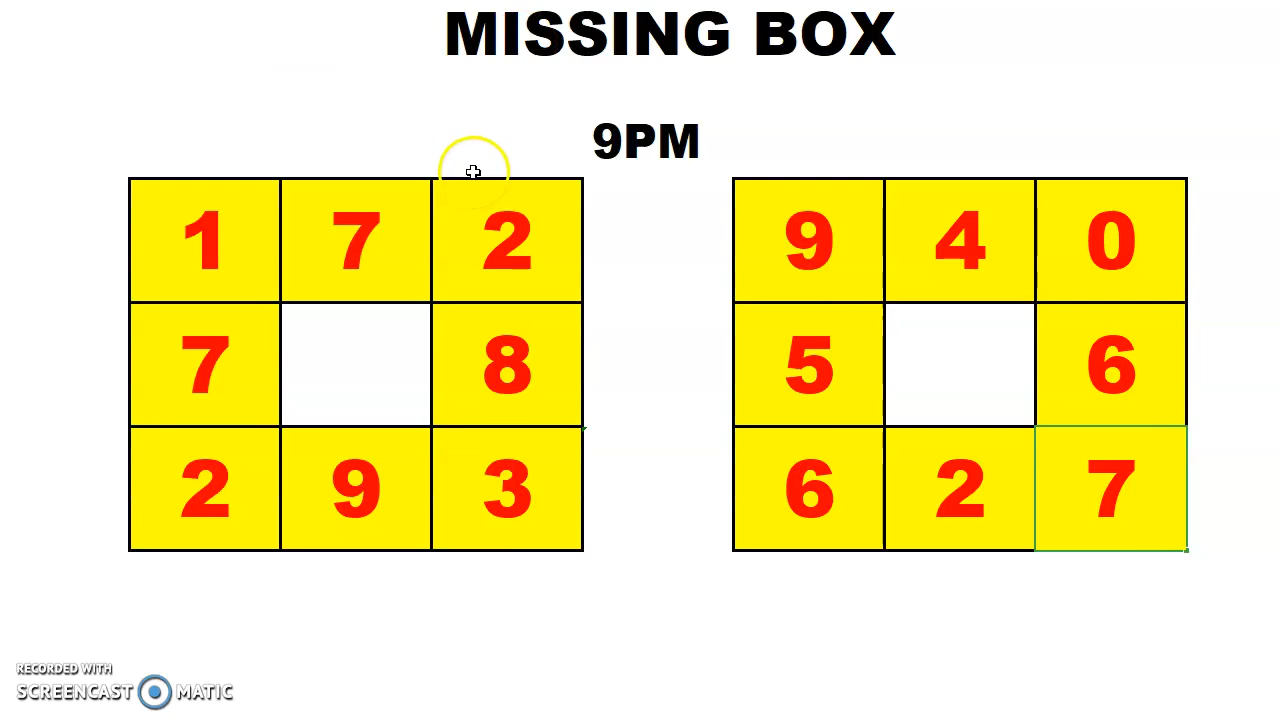 MISSING BOX
9PM
1 7 2 9 4 0
7 8 5 6
2 9 3 6 2 7
RECORDED WITH
SCREENCAST MATIC